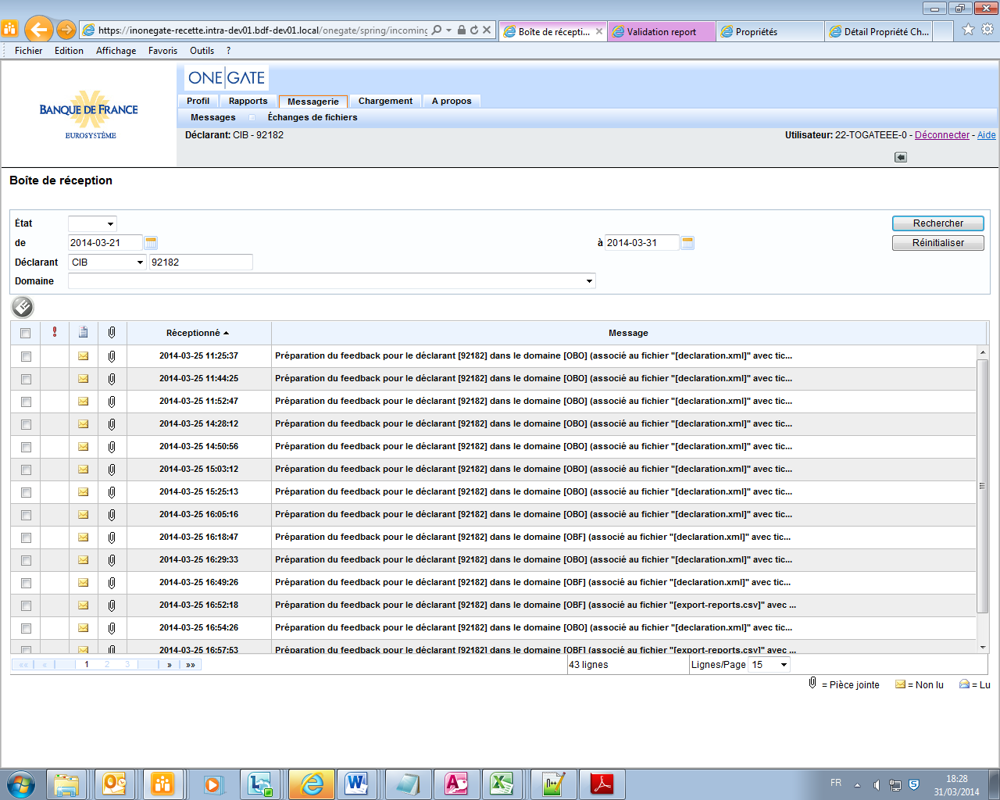 https://inonegate-recette.intra-dev01.bdf-dev01.local/onegate/spring/incoming
Boîte de récepti...
Validation report
Propriétés
Détail Propriété Ch...
Fichier Edition Affichage Favoris Outils ?
BANQUE DE FRANCE
EUROSYSTÈME
ONE GATE
Profil Rapports Messagerie Chargement A propos
Messages Échanges de fichiers
Déclarant: CIB - 92182
Utilisateur: 22-TOGATEEE-0 - Déconnecter - Aide
Boîte de réception
État
Rechercher
de 2014-03-21 à 2014-03-31
Réinitialiser
Déclarant CIB 92182
Domaine
! Réceptionné Message
2014-03-25 11:25:37 Préparation du feedback pour le déclarant [92182] dans le domaine [OBO] (associé au fichier "[declaration.xml]" avec tic...
2014-03-25 11:44:25 Préparation du feedback pour le déclarant [92182] dans le domaine [OBO] (associé au fichier "[declaration.xml]" avec tic...
2014-03-25 11:52:47 Préparation du feedback pour le déclarant [92182] dans le domaine [OBO] (associé au fichier "[declaration.xml]" avec tic...
2014-03-25 14:28:12 Préparation du feedback pour le déclarant [92182] dans le domaine [OBO] (associé au fichier "[declaration.xml]" avec tic...
2014-03-25 14:50:56 Préparation du feedback pour le déclarant [92182] dans le domaine [OBO] (associé au fichier "[declaration.xml]" avec tic...
2014-03-25 15:03:12 Préparation du feedback pour le déclarant [92182] dans le domaine [OBO] (associé au fichier "[declaration.xml]" avec tic...
2014-03-25 15:25:13 Préparation du feedback pour le déclarant [92182] dans le domaine [OBO] (associé au fichier "[declaration.xml]" avec tic...
2014-03-25 16:05:16 Préparation du feedback pour le déclarant [92182] dans le domaine [OBO] (associé au fichier "[declaration.xml]" avec tic...
2014-03-25 16:18:47 Préparation du feedback pour le déclarant [92182] dans le domaine [OBF] (associé au fichier "[declaration.xml]" avec tic...
2014-03-25 16:29:33 Préparation du feedback pour le déclarant [92182] dans le domaine [OBO] (associé au fichier "[declaration.xml]" avec tic...
2014-03-25 16:49:26 Préparation du feedback pour le déclarant [92182] dans le domaine [OBF] (associé au fichier "[declaration.xml]" avec tic...
2014-03-25 16:52:18 Préparation du feedback pour le déclarant [92182] dans le domaine [OBF] (associé au fichier "[export-reports.csv]" avec ...
2014-03-25 16:54:26 Préparation du feedback pour le déclarant [92182] dans le domaine [OBO] (associé au fichier "[declaration.xml]" avec tic...
2014-03-25 16:57:53 Préparation du feedback pour le déclarant [92182] dans le domaine [OBF] (associé au fichier "[export-reports.csv]" avec ...
«« « 1 2 3 » »» 43 lignes Lignes/Page 15
= Pièce jointe = Non lu = Lu
FR
18:28
31/03/2014